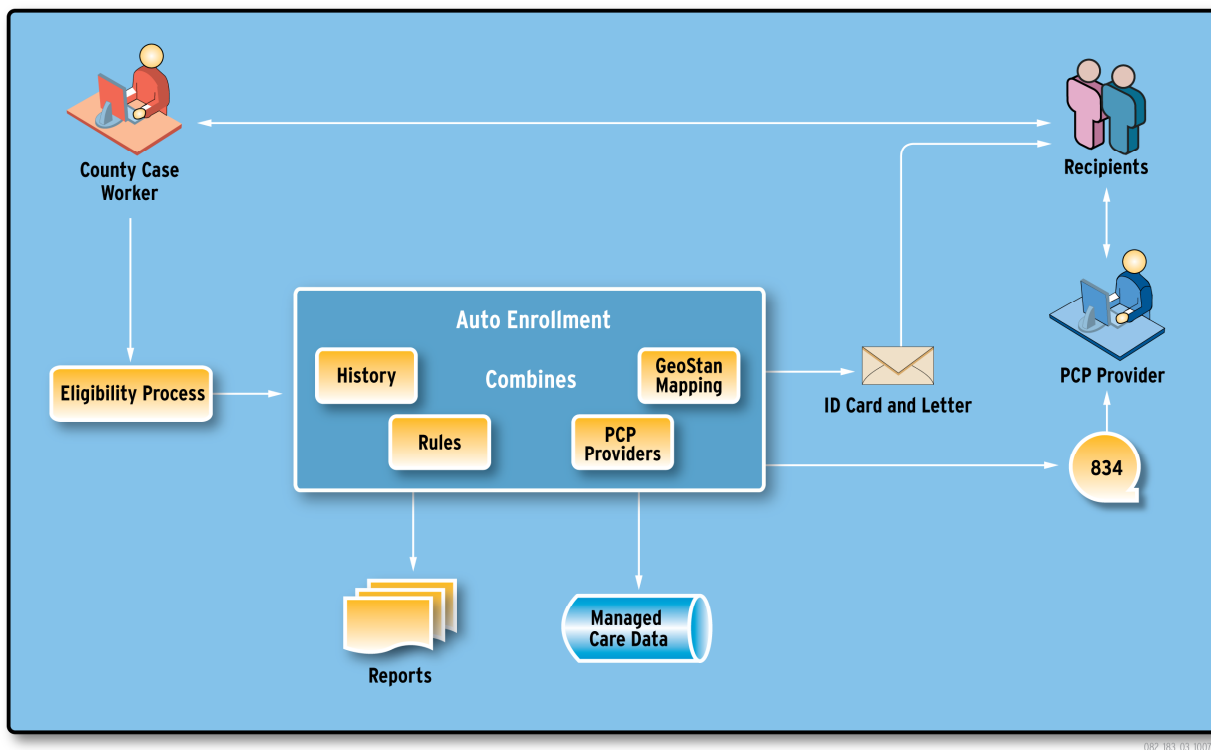 County Case
Worker
Recipients
Auto Enrollment
Combines
History
GeoStan
Mapping
Rules
PCP
Providers
Eligibility Process
ID Card and Letter
PCP Provider
834
Reports
Managed
Care Data
082_183_03_1007